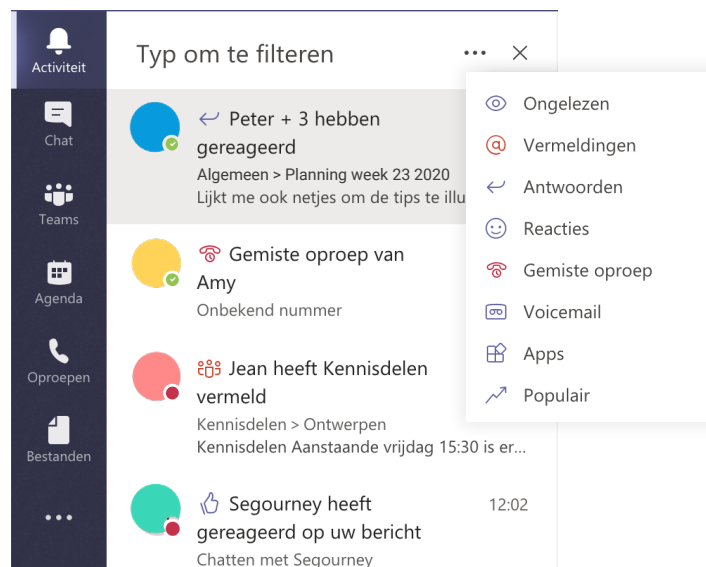 Activiteit
Chat
Teams
Agenda
Oproepen
Bestanden
Typ om te filteren
Peter + 3 hebben
gereageerd
Algemeen > Planning week 23 2020
Lijkt me ook netjes om de tips te illu
Gemiste oproep van
Amy
Onbekend nummer
Jean heeft Kennisdelen
vermeld
Kennisdelen > Ontwerpen
Kennisdelen Aanstaande vrijdag 15:30 is er...
Segourney heeft 12:02
gereageerd op uw bericht
Chatten met Segourney
Ongelezen
Vermeldingen
Antwoorden
Reacties
Gemiste oproep
Voicemail
Apps
Populair